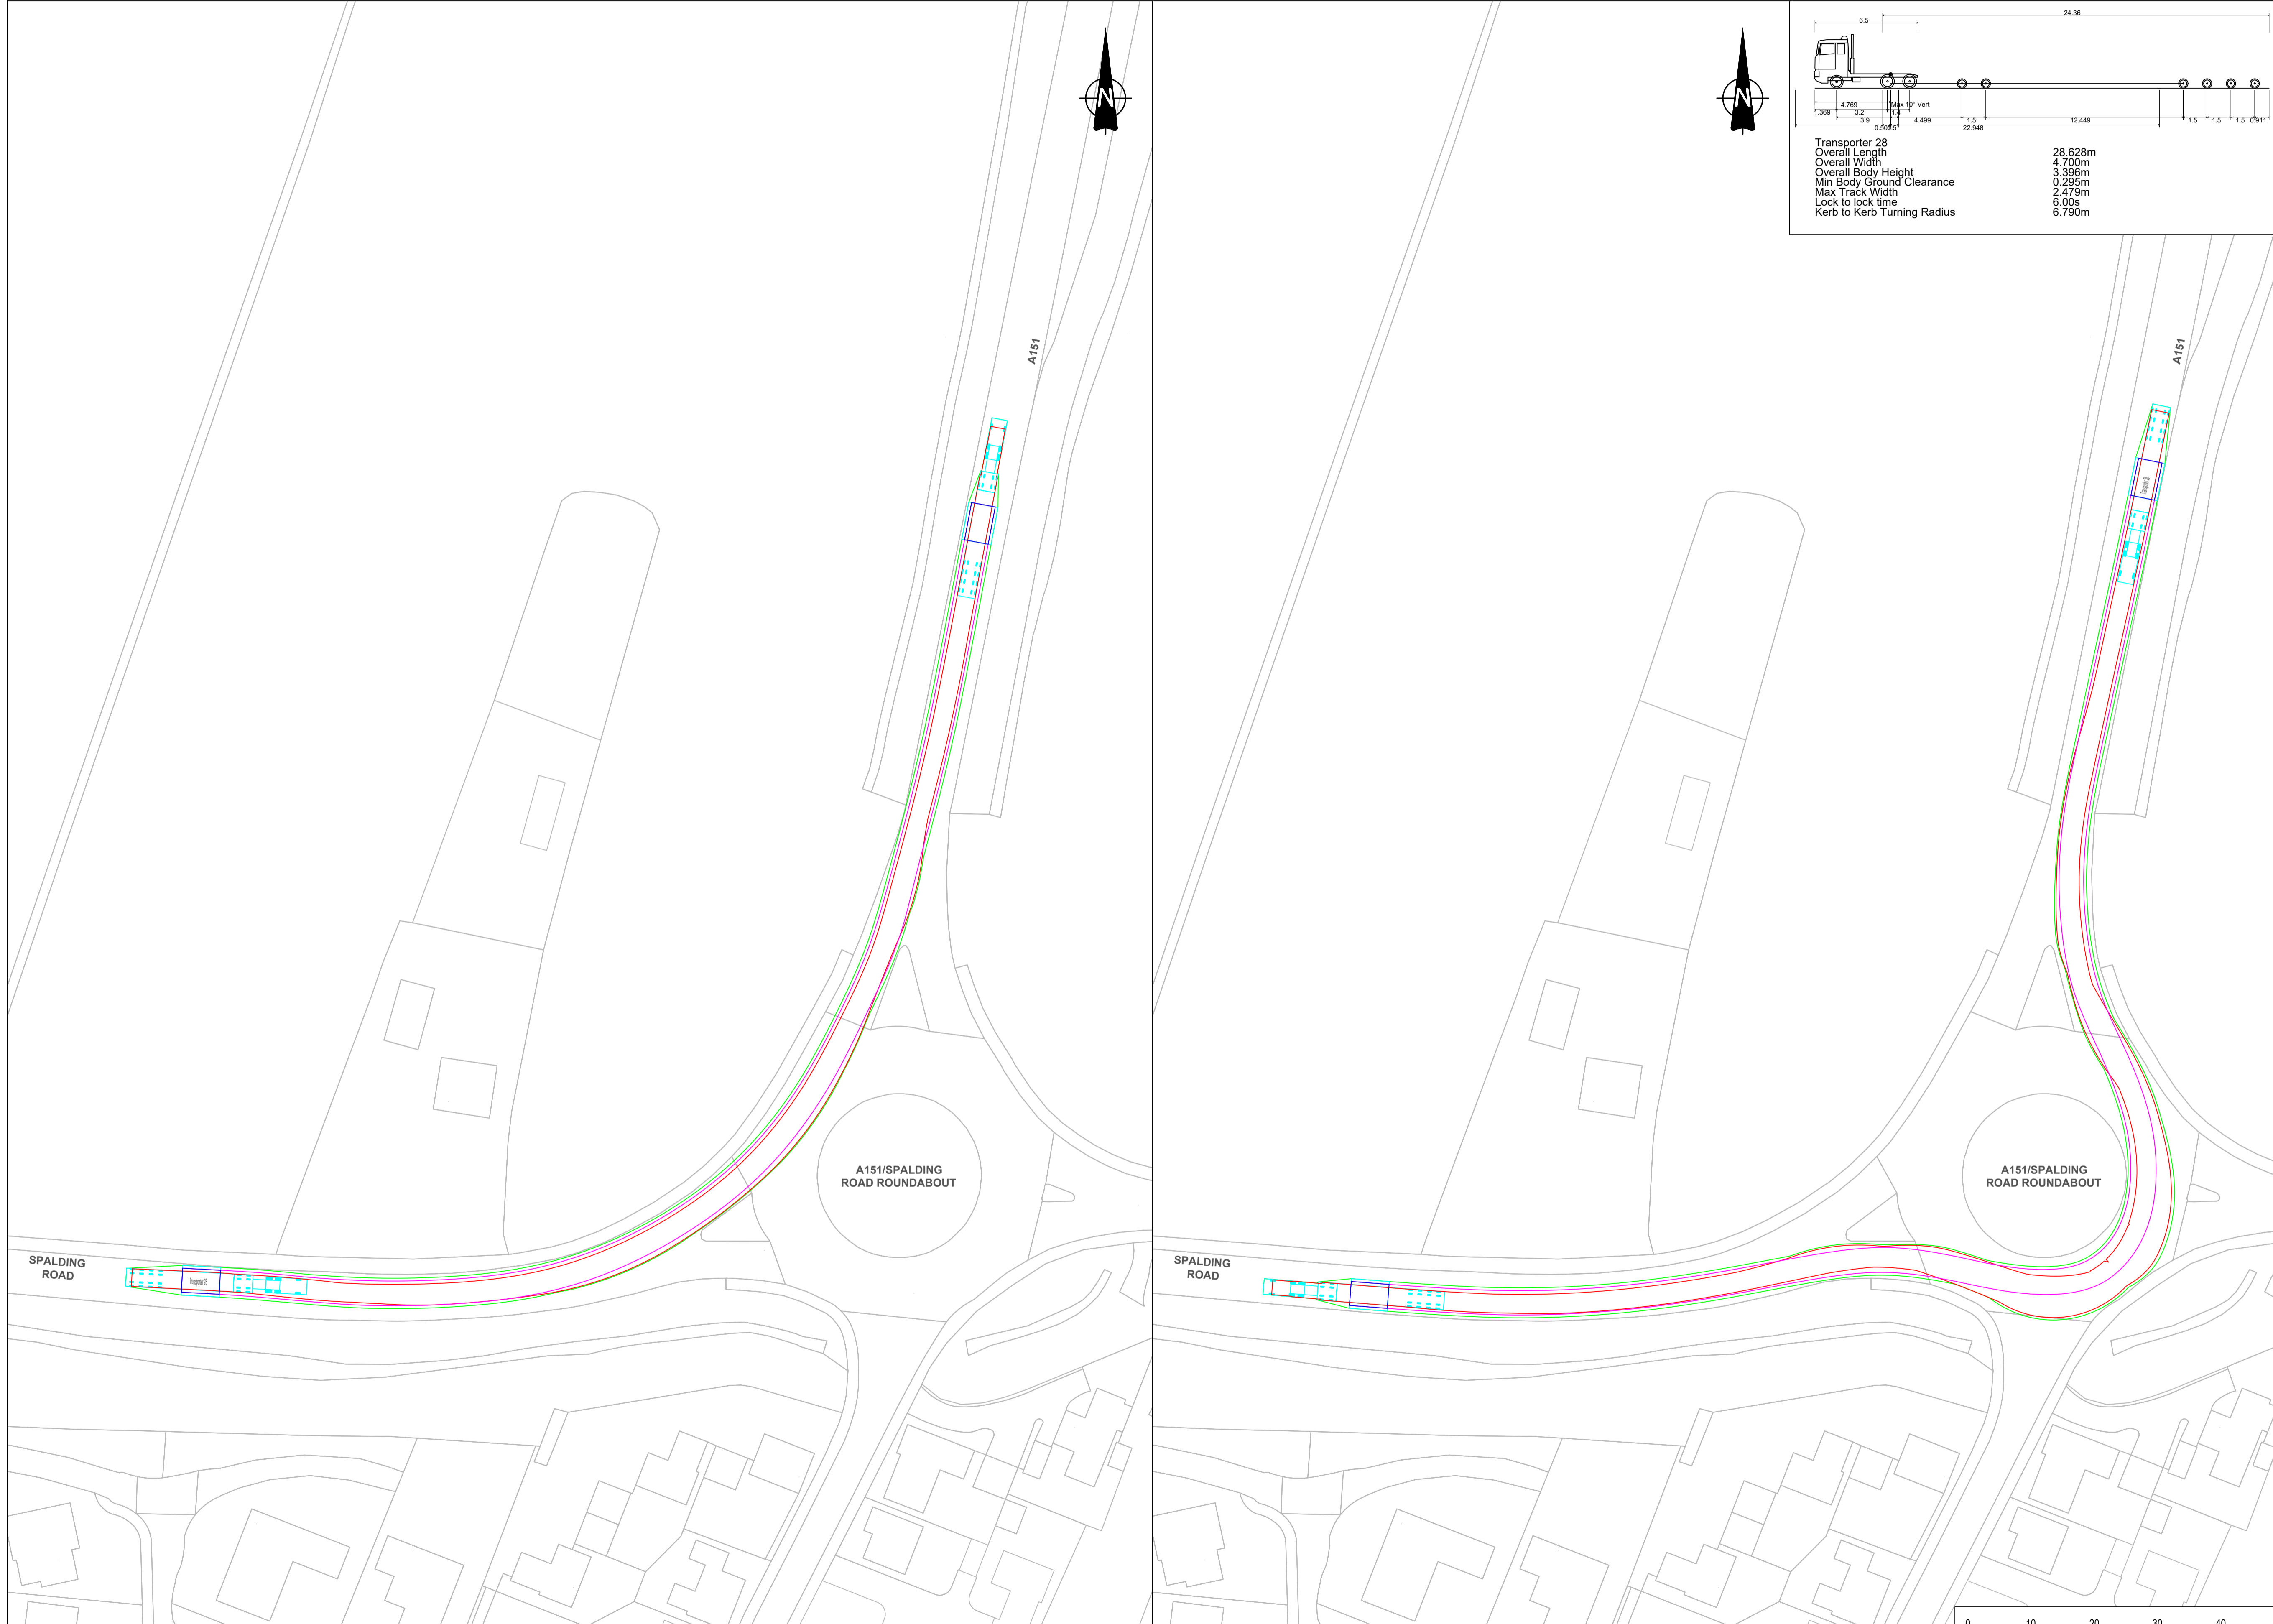 N
A151
A151/SPALDING
ROAD ROUNDABOUT
SPALDING
ROAD
Transporter 28
N
24.36
6.5
4.769
Max 10° Vert
1.369
3.2
1.4
3.9
4.499
1.5
12.449
1.5
1.5
1.5
0.911
22.948
Transporter 28
Overall Length 28.628m
Overall Width 4.700m
Overall Body Height 3.396m
Min Body Ground Clearance 0.295m
Max Track Width 2.479m
Lock to lock time 6.00s
Kerb to Kerb Turning Radius 6.790m
A151
Transporter 28
A151/SPALDING
ROAD ROUNDABOUT
SPALDING
ROAD
0 10 20 30 40